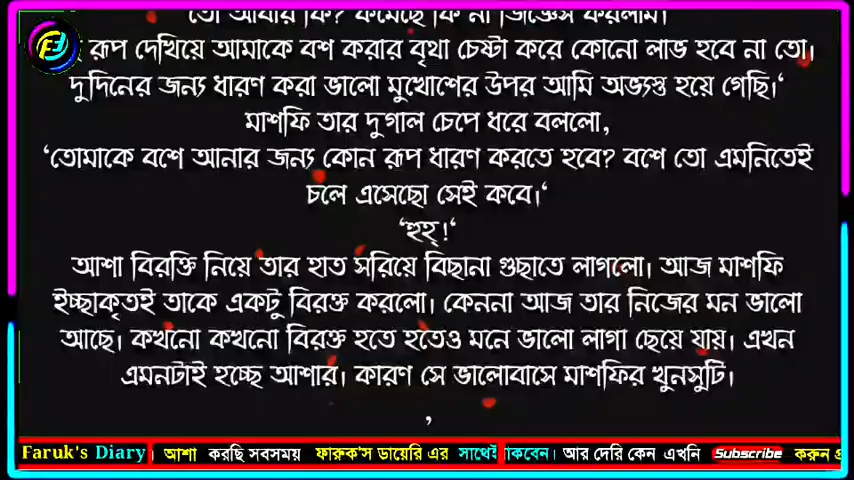 তো আবার কি? কমেছে কি না জিজ্ঞেস করলাম।
রূপ দেখিয়ে আমাকে বশ করার বৃথা চেষ্টা করে কোনো লাভ হবে না তো।
দুদিনের জন্য ধারণ করা ভালো মুখোশের উপর আমি অভ্যস্ত হয়ে গেছি।‘
মাশফি তার দুগাল চেপে ধরে বললো,
‘তোমাকে বশে আনার জন্য কোন রূপ ধারণ করতে হবে? বশে তো এমনিতেই
চলে এসেছো সেই কবে।‘
‘হুহ্!‘
আশা বিরক্তি নিয়ে তার হাত সরিয়ে বিছানা গুছাতে লাগলো। আজ মাশফি
ইচ্ছাকৃতই তাকে একটু বিরক্ত করলো। কেননা আজ তার নিজের মন ভালো
আছে। কখনো কখনো বিরক্ত হতে হতেও মনে ভালো লাগা ছেয়ে যায়। এখন
এমনটাই হচ্ছে আশার। কারণ সে ভালোবাসে মাশফির খুনসুটি।
,
Faruk's Diary। আশা করছি সবসময় ফারুক'স ডায়েরি এর সাথেই থাকবেন। আর দেরি কেন এখনি Subscribe করুন